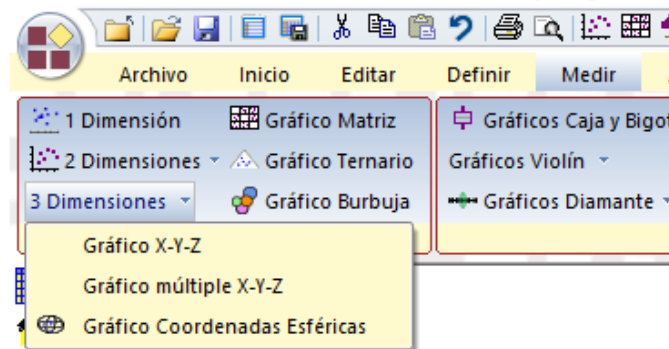 Archivo Inicio Editar Definir Medir
1 Dimensión Gráfico Matriz Gráficos Caja y Bigot
2 Dimensiones Gráfico Ternario Gráficos Violín
3 Dimensiones Gráfico Burbuja Gráficos Diamante
Gráfico X-Y-Z
Gráfico múltiple X-Y-Z
Gráfico Coordenadas Esféricas